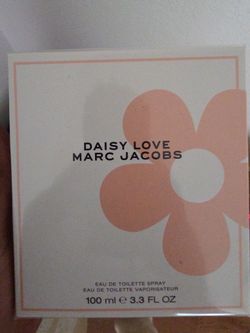 DAISY LOVE
MARC JACOBS
EAU DE TOILETTE SPRAY
EAU DE TOILETTE VAPORISATEUR
100 ml e 3.3 FL OZ